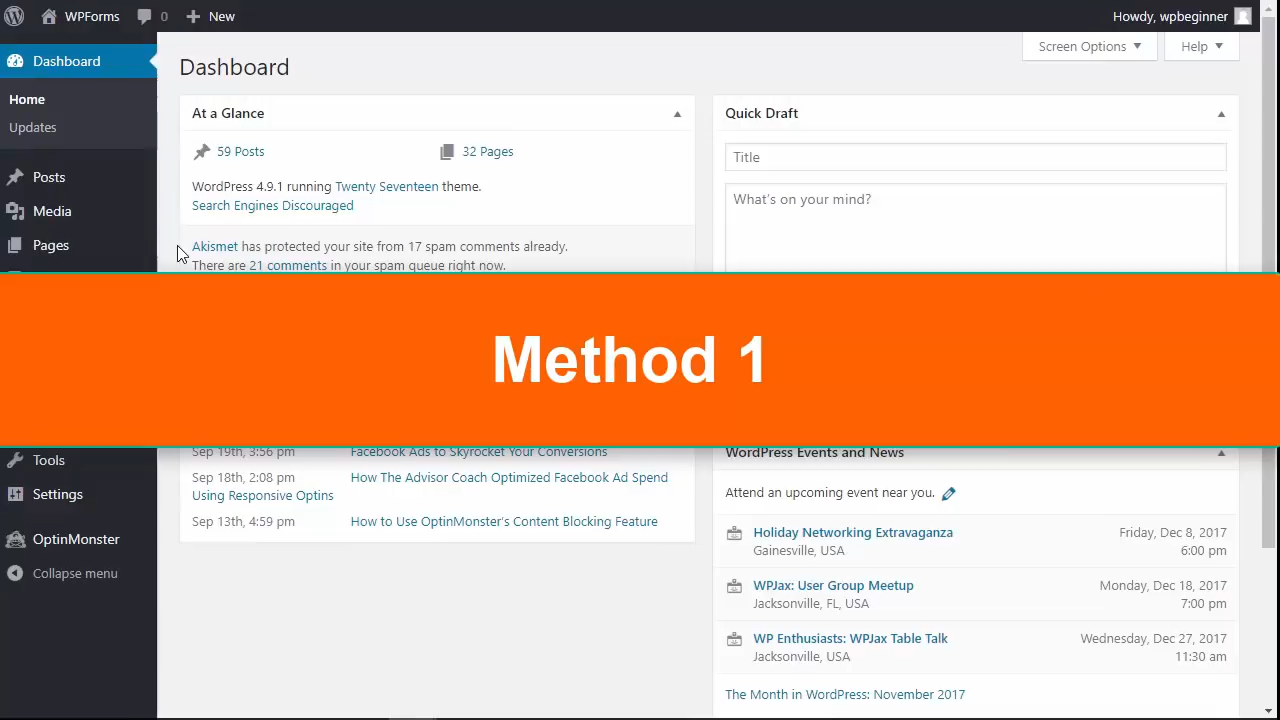 WPForms 0 New Howdy, wpbeginner
Dashboard
Home
Updates
Posts
Media
Pages
Tools
Settings
OptinMonster
Collapse menu
Screen Options Help
Dashboard
At a Glance
59 Posts 32 Pages
WordPress 4.9.1 running Twenty Seventeen theme.
Search Engines Discouraged
Akismet has protected your site from 17 spam comments already.
There are 21 comments in your spam queue right now.
Quick Draft
Title
What's on your mind?
Method 1
Sep 19th, 3:56 pm Facebook Ads to Skyrocket Your Conversions
Sep 18th, 2:08 pm How The Advisor Coach Optimized Facebook Ad Spend
Using Responsive Optins
Sep 13th, 4:59 pm How to Use OptinMonster's Content Blocking Feature
WordPress Events and News
Attend an upcoming event near you.
Holiday Networking Extravaganza Friday, Dec 8, 2017
Gainesville, USA 6:00 pm
WPJax: User Group Meetup Monday, Dec 18, 2017
Jacksonville, FL, USA 7:00 pm
WP Enthusiasts: WPJax Table Talk Wednesday, Dec 27, 2017
Jacksonville, USA 11:30 am
The Month in WordPress: November 2017